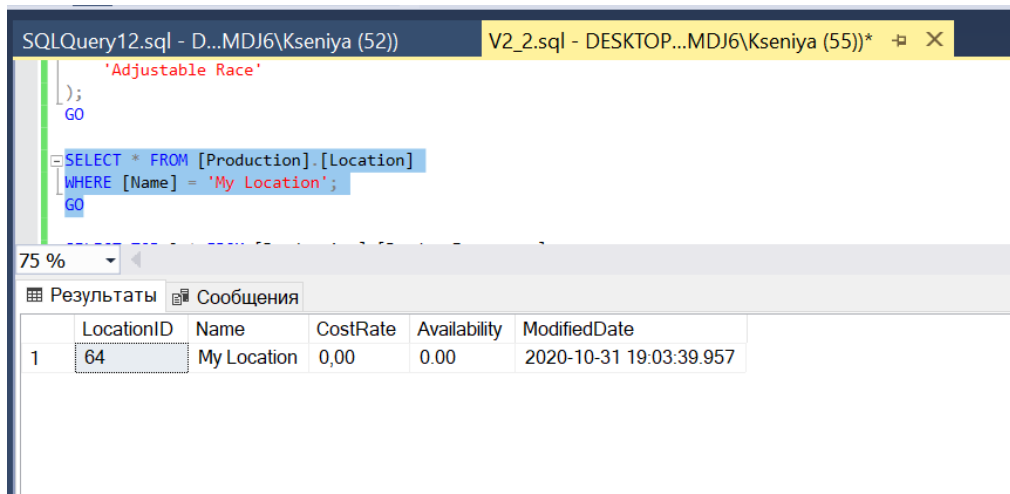 SQLQuery12.sql - D...MDJ6\Kseniya (52))
V2_2.sql - DESKTOP...MDJ6\Kseniya (55))*
'Adjustable Race'
);
GO
SELECT * FROM [Production].[Location]
WHERE [Name] = 'My Location';
GO
75 %
Результаты Сообщения
LocationID Name CostRate Availability ModifiedDate
1 64 My Location 0,00 0.00 2020-10-31 19:03:39.957